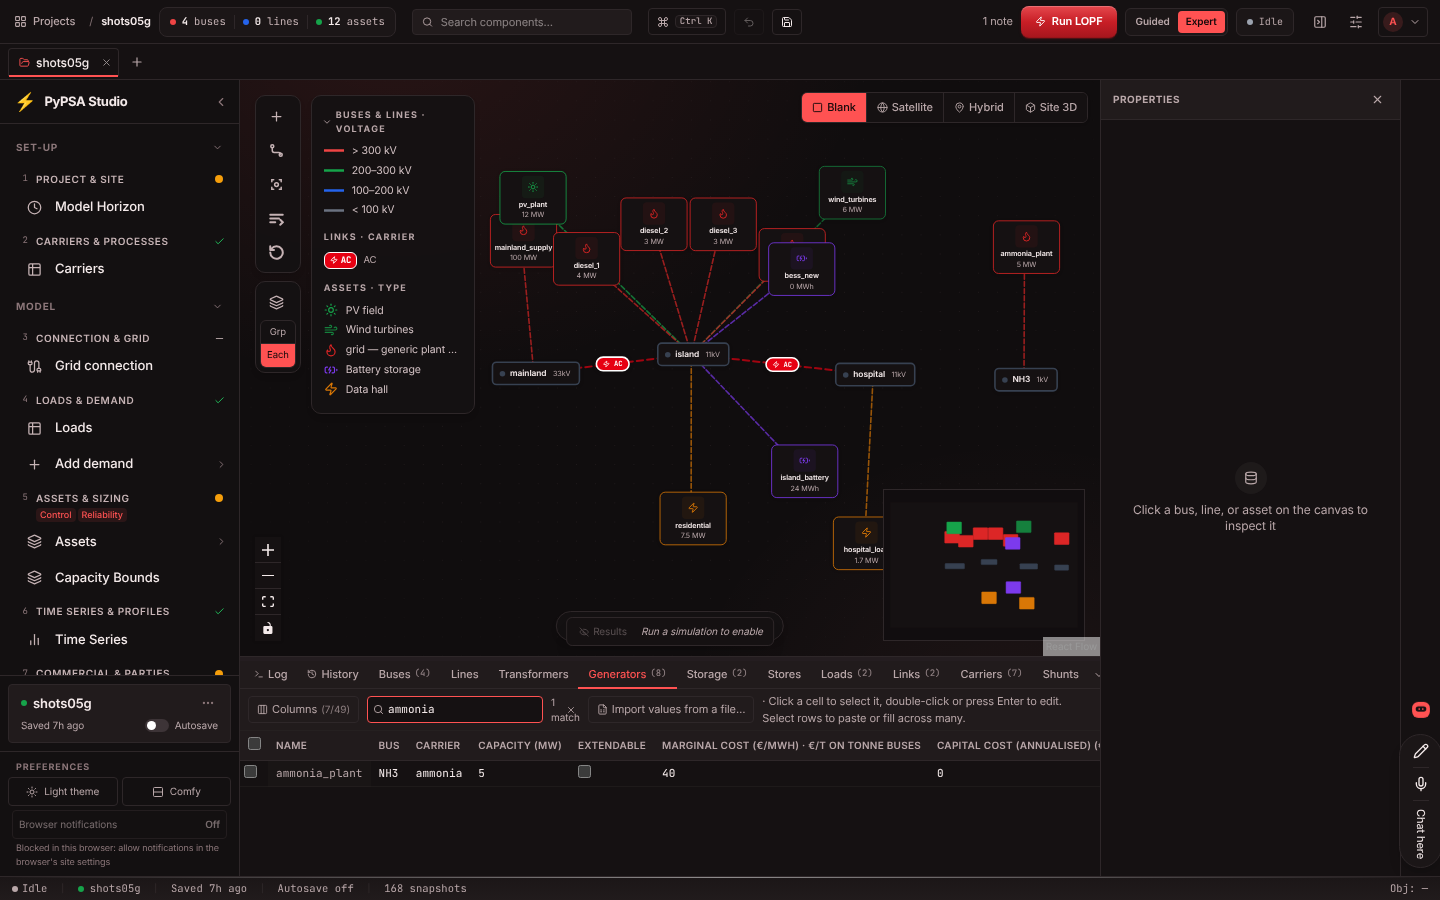 Projects / shots05g
4 buses
0 lines
12 assets
Search components...
⌘ Ctrl K
1 note
Run LOPF
Guided
Expert
Idle
A
shots05g
PyPSA Studio
SET-UP
1 PROJECT & SITE
Model Horizon
2 CARRIERS & PROCESSES
Carriers
MODEL
3 CONNECTION & GRID
Grid connection
4 LOADS & DEMAND
Loads
Add demand
5 ASSETS & SIZING
Control Reliability
Assets
Capacity Bounds
6 TIME SERIES & PROFILES
Time Series
7 COMMERCIAL & PARTIES
shots05g
Saved 7h ago
Autosave
PREFERENCES
Light theme
Comfy
Browser notifications Off
Blocked in this browser: allow notifications in the
browser's site settings
Grp
Each
BUSES & LINES ·
VOLTAGE
> 300 kV
200–300 kV
100–200 kV
< 100 kV
LINKS · CARRIER
AC AC
ASSETS · TYPE
PV field
Wind turbines
grid — generic plant ...
Battery storage
Data hall
Blank
Satellite
Hybrid
Site 3D
pv_plant
12 MW
mainland_supply
100 MW
diesel_1
4 MW
diesel_2
3 MW
diesel_3
3 MW
wind_turbines
6 MW
bess_new
0 MWh
ammonia_plant
5 MW
mainland 33kV
AC
island 11kV
AC
hospital 11kV
NH3 1kV
island_battery
24 MWh
residential
7.5 MW
hospital_loa
1.7 MW
Results
Run a simulation to enable
React Flow
PROPERTIES
Click a bus, line, or asset on the canvas to
inspect it
Log
History
Buses (4)
Lines
Transformers
Generators (8)
Storage (2)
Stores
Loads (2)
Links (2)
Carriers (7)
Shunts
Columns (7/49)
ammonia
1
match
Import values from a file...
· Click a cell to select it, double-click or press Enter to edit.
Select rows to paste or fill across many.
NAME BUS CARRIER CAPACITY (MW) EXTENDABLE MARGINAL COST (€/MWH) · €/T ON TONNE BUSES CAPITAL COST (ANNUALISED) (
ammonia_plant NH3 ammonia 5 40 0
Chat here
Idle
shots05g
Saved 7h ago
Autosave off
168 snapshots
Obj: —